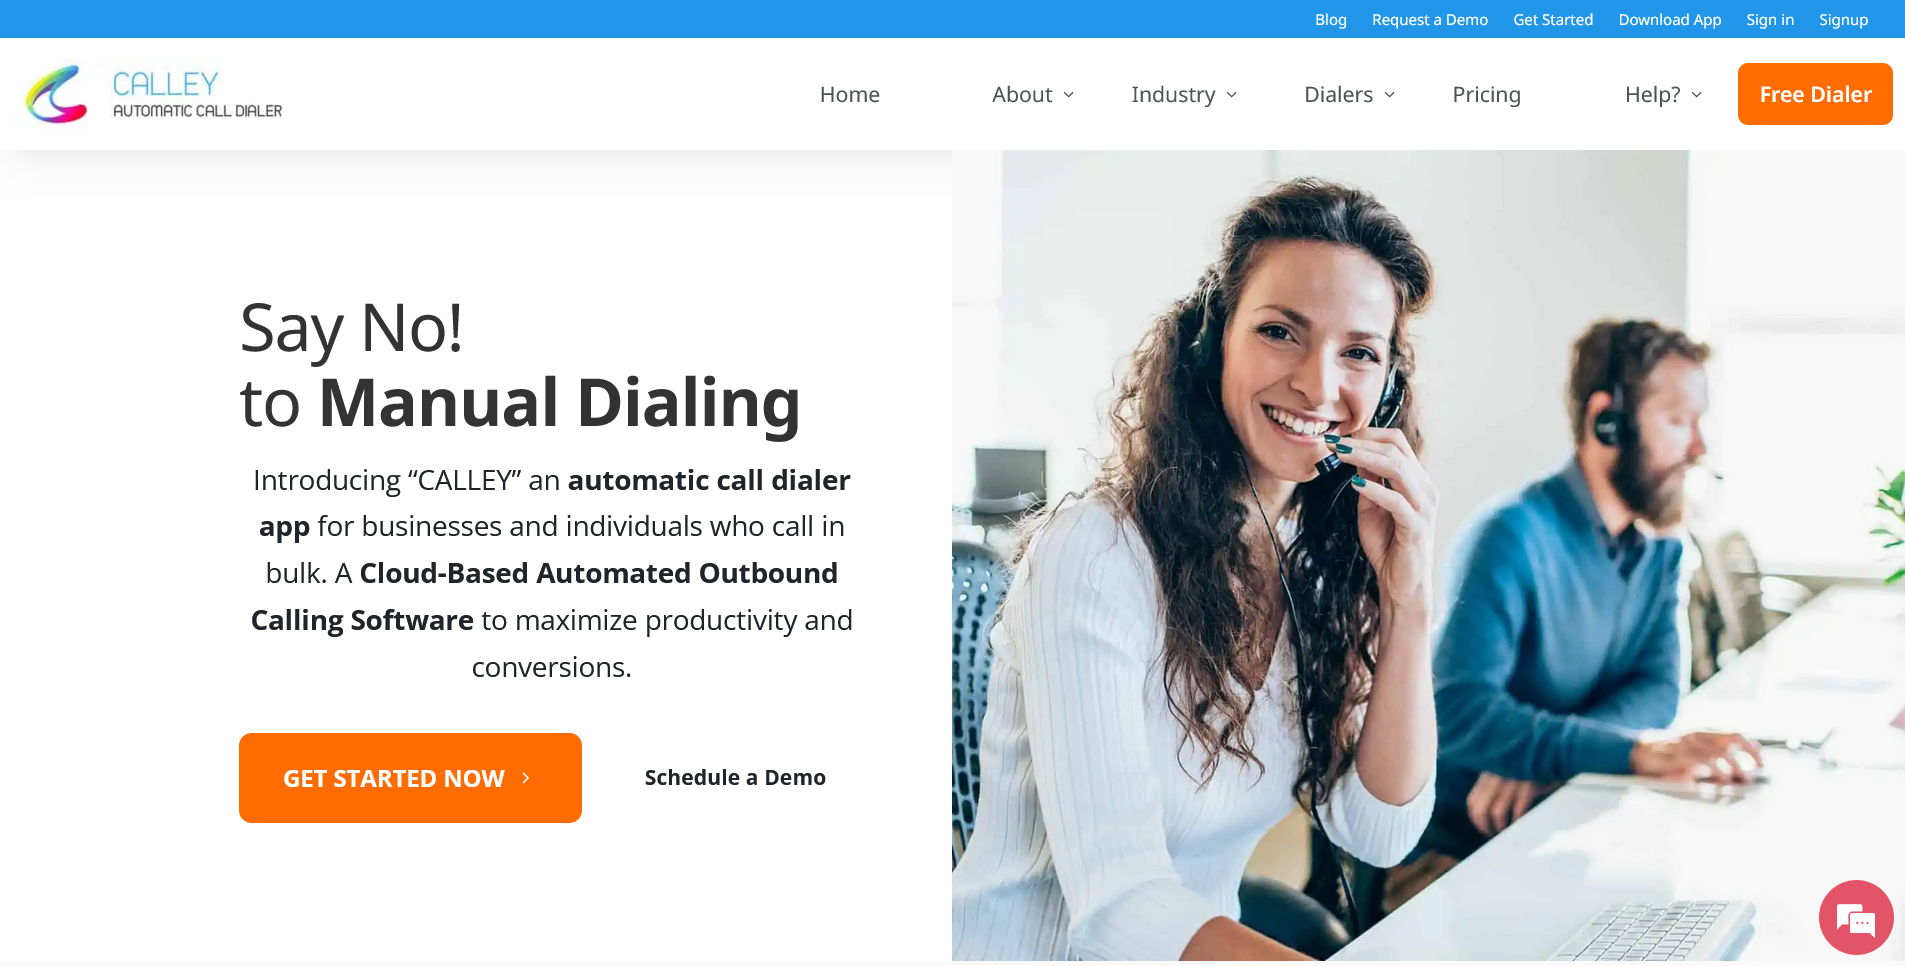 Blog Request a Demo Get Started Download App Sign in Signup
CALLEY
AUTOMATIC CALL DIALER
Home About Industry Dialers Pricing Help? Free Dialer
Say No!
to Manual Dialing
Introducing “CALLEY” an automatic call dialer
app for businesses and individuals who call in
bulk. A Cloud-Based Automated Outbound
Calling Software to maximize productivity and
conversions.
GET STARTED NOW
Schedule a Demo